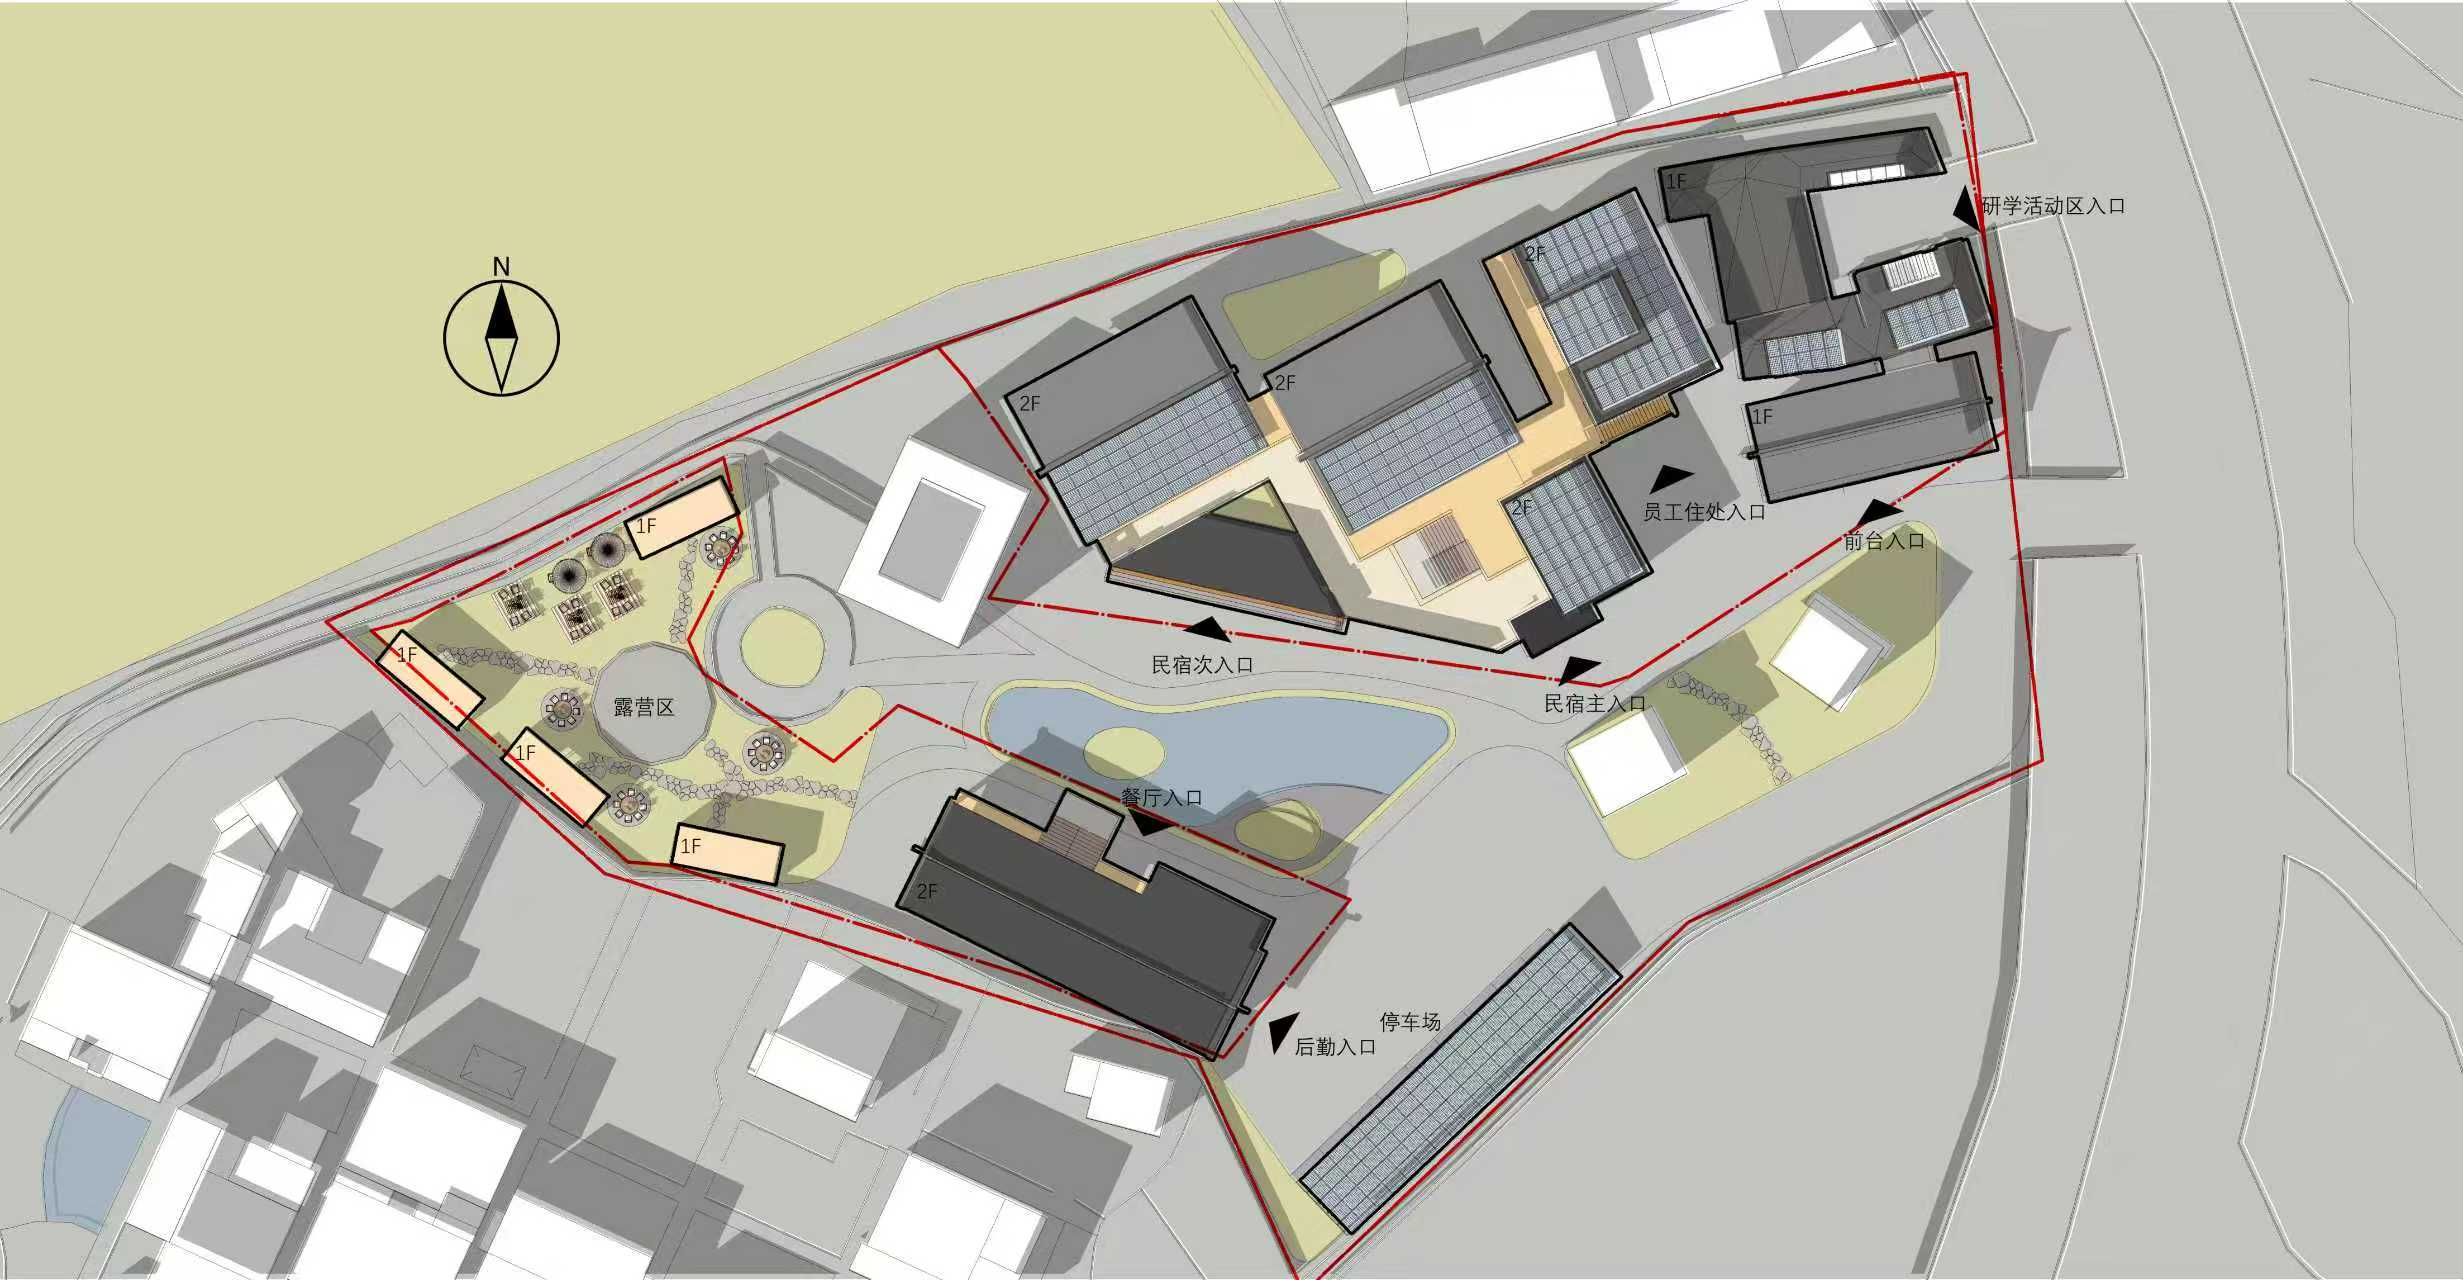 1F
研学活动区入口
N
2F
2F
2F
1F
2F
员工住处入口
前台入口
1F
民宿次入口
1F
民宿主入口
露营区
1F
餐厅入口
1F
2F
停车场
后勤入口